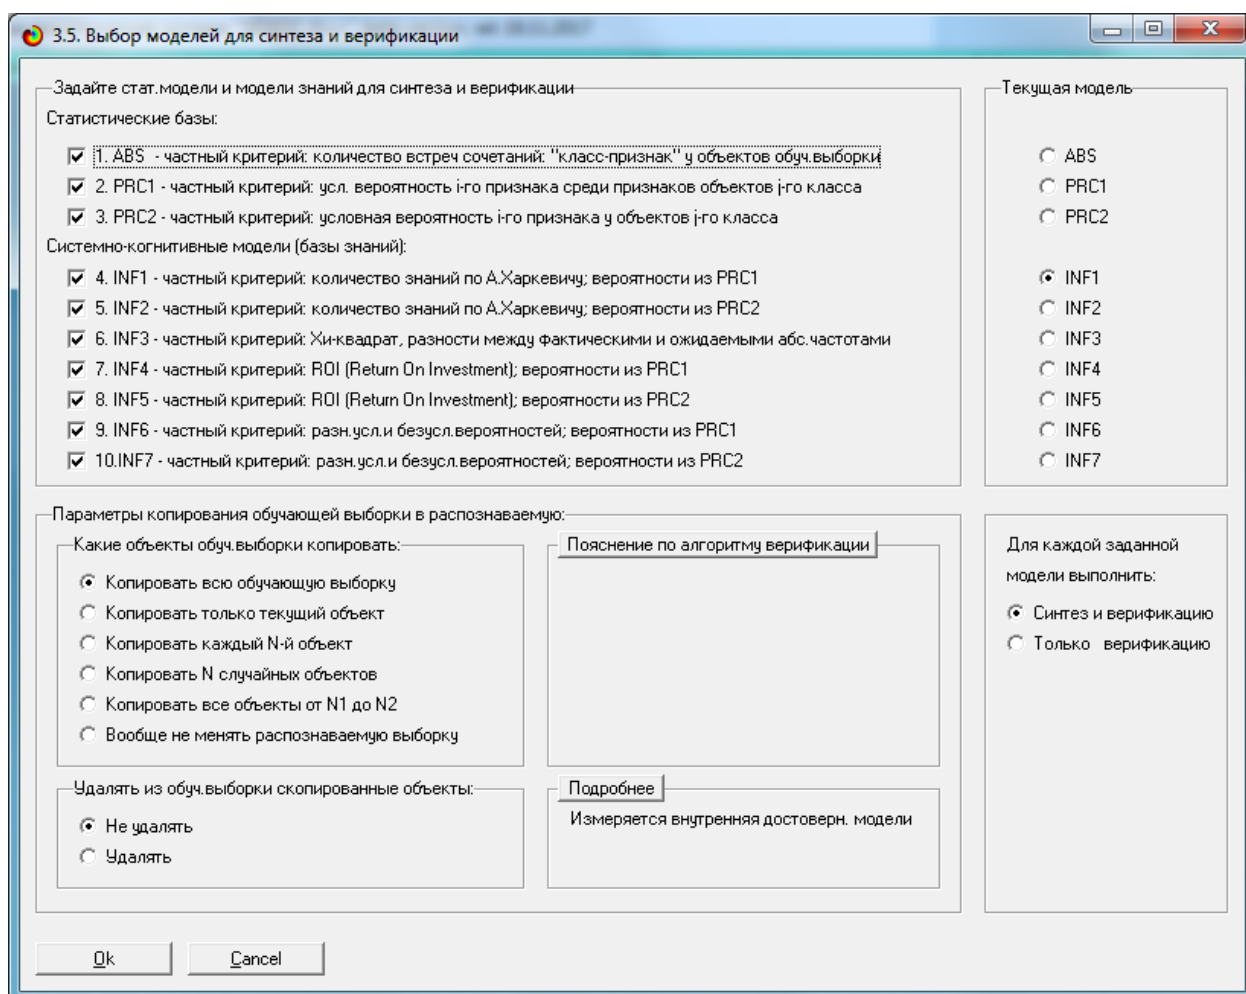 3.5. Выбор моделей для синтеза и верификации
Задайте стат.модели и модели знаний для синтеза и верификации
Статистические базы:
1. ABS - частный критерий: количество встреч сочетаний: "класс-признак" у объектов обуч.выборки
2. PRC1 - частный критерий: усл. вероятность i-го признака среди признаков объектов j-го класса
3. PRC2 - частный критерий: условная вероятность i-го признака у объектов j-го класса
Системно-когнитивные модели (базы знаний):
4. INF1 - частный критерий: количество знаний по А.Харкевичу; вероятности из PRC1
5. INF2 - частный критерий: количество знаний по А.Харкевичу; вероятности из PRC2
6. INF3 - частный критерий: Хи-квадрат, разности между фактическими и ожидаемыми абс.частотами
7. INF4 - частный критерий: ROI (Return On Investment); вероятности из PRC1
8. INF5 - частный критерий: ROI (Return On Investment); вероятности из PRC2
9. INF6 - частный критерий: разн.усл.и безусл.вероятностей; вероятности из PRC1
10.INF7 - частный критерий: разн.усл.и безусл.вероятностей; вероятности из PRC2
Текущая модель
ABS
PRC1
PRC2
INF1
INF2
INF3
INF4
INF5
INF6
INF7
Параметры копирования обучающей выборки в распознаваемую:
Какие объекты обуч.выборки копировать:
Копировать всю обучающую выборку
Копировать только текущий объект
Копировать каждый N-й объект
Копировать N случайных объектов
Копировать все объекты от N1 до N2
Вообще не менять распознаваемую выборку
Пояснение по алгоритму верификации
Удалять из обуч.выборки скопированные объекты:
Не удалять
Удалять
Подробнее
Измеряется внутренняя достоверн. модели
Для каждой заданной
модели выполнить:
Синтез и верификацию
Только верификацию
Ok
Cancel